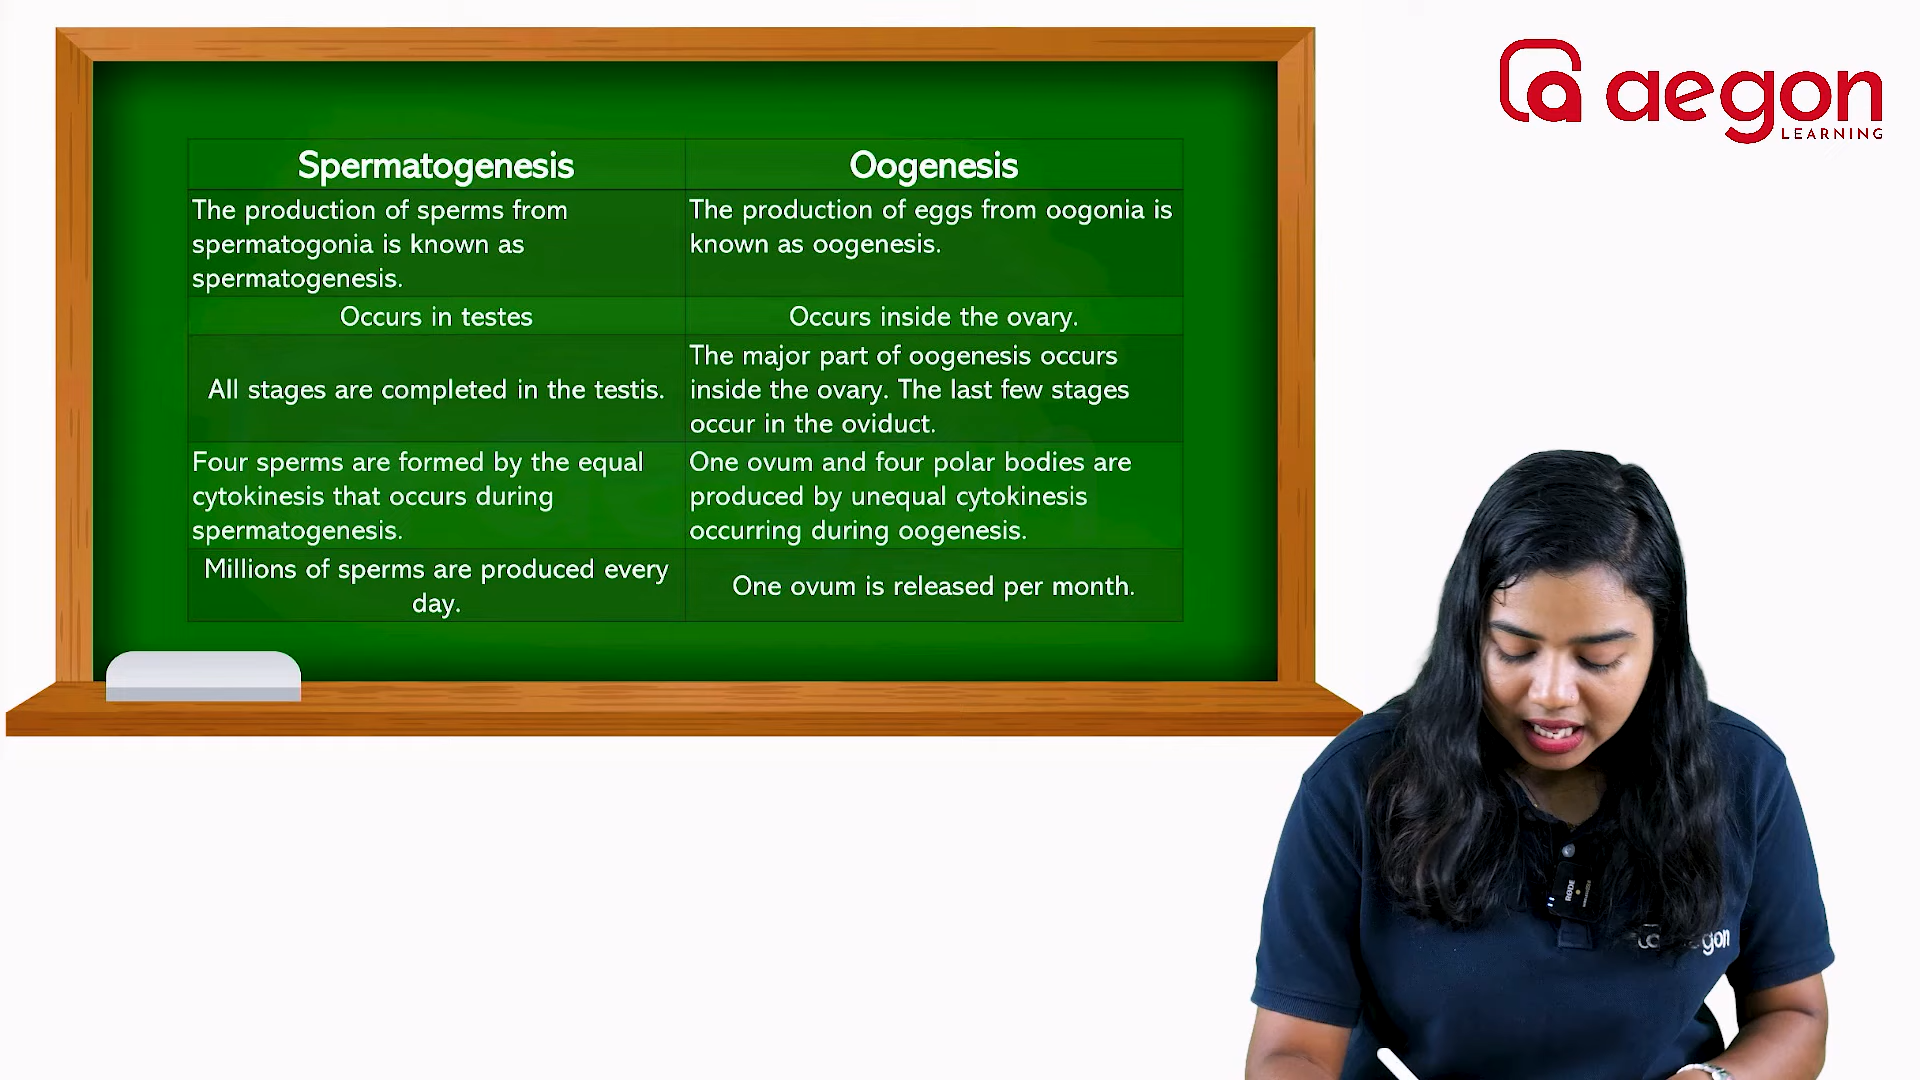 aegon
LEARNING
Spermatogenesis
Oogenesis
The production of sperms from
spermatogonia is known as
spermatogenesis.
The production of eggs from oogonia is
known as oogenesis.
Occurs in testes
Occurs inside the ovary.
All stages are completed in the testis.
The major part of oogenesis occurs
inside the ovary. The last few stages
occur in the oviduct.
Four sperms are formed by the equal
cytokinesis that occurs during
spermatogenesis.
One ovum and four polar bodies are
produced by unequal cytokinesis
occurring during oogenesis.
Millions of sperms are produced every
day.
One ovum is released per month.
RØDE